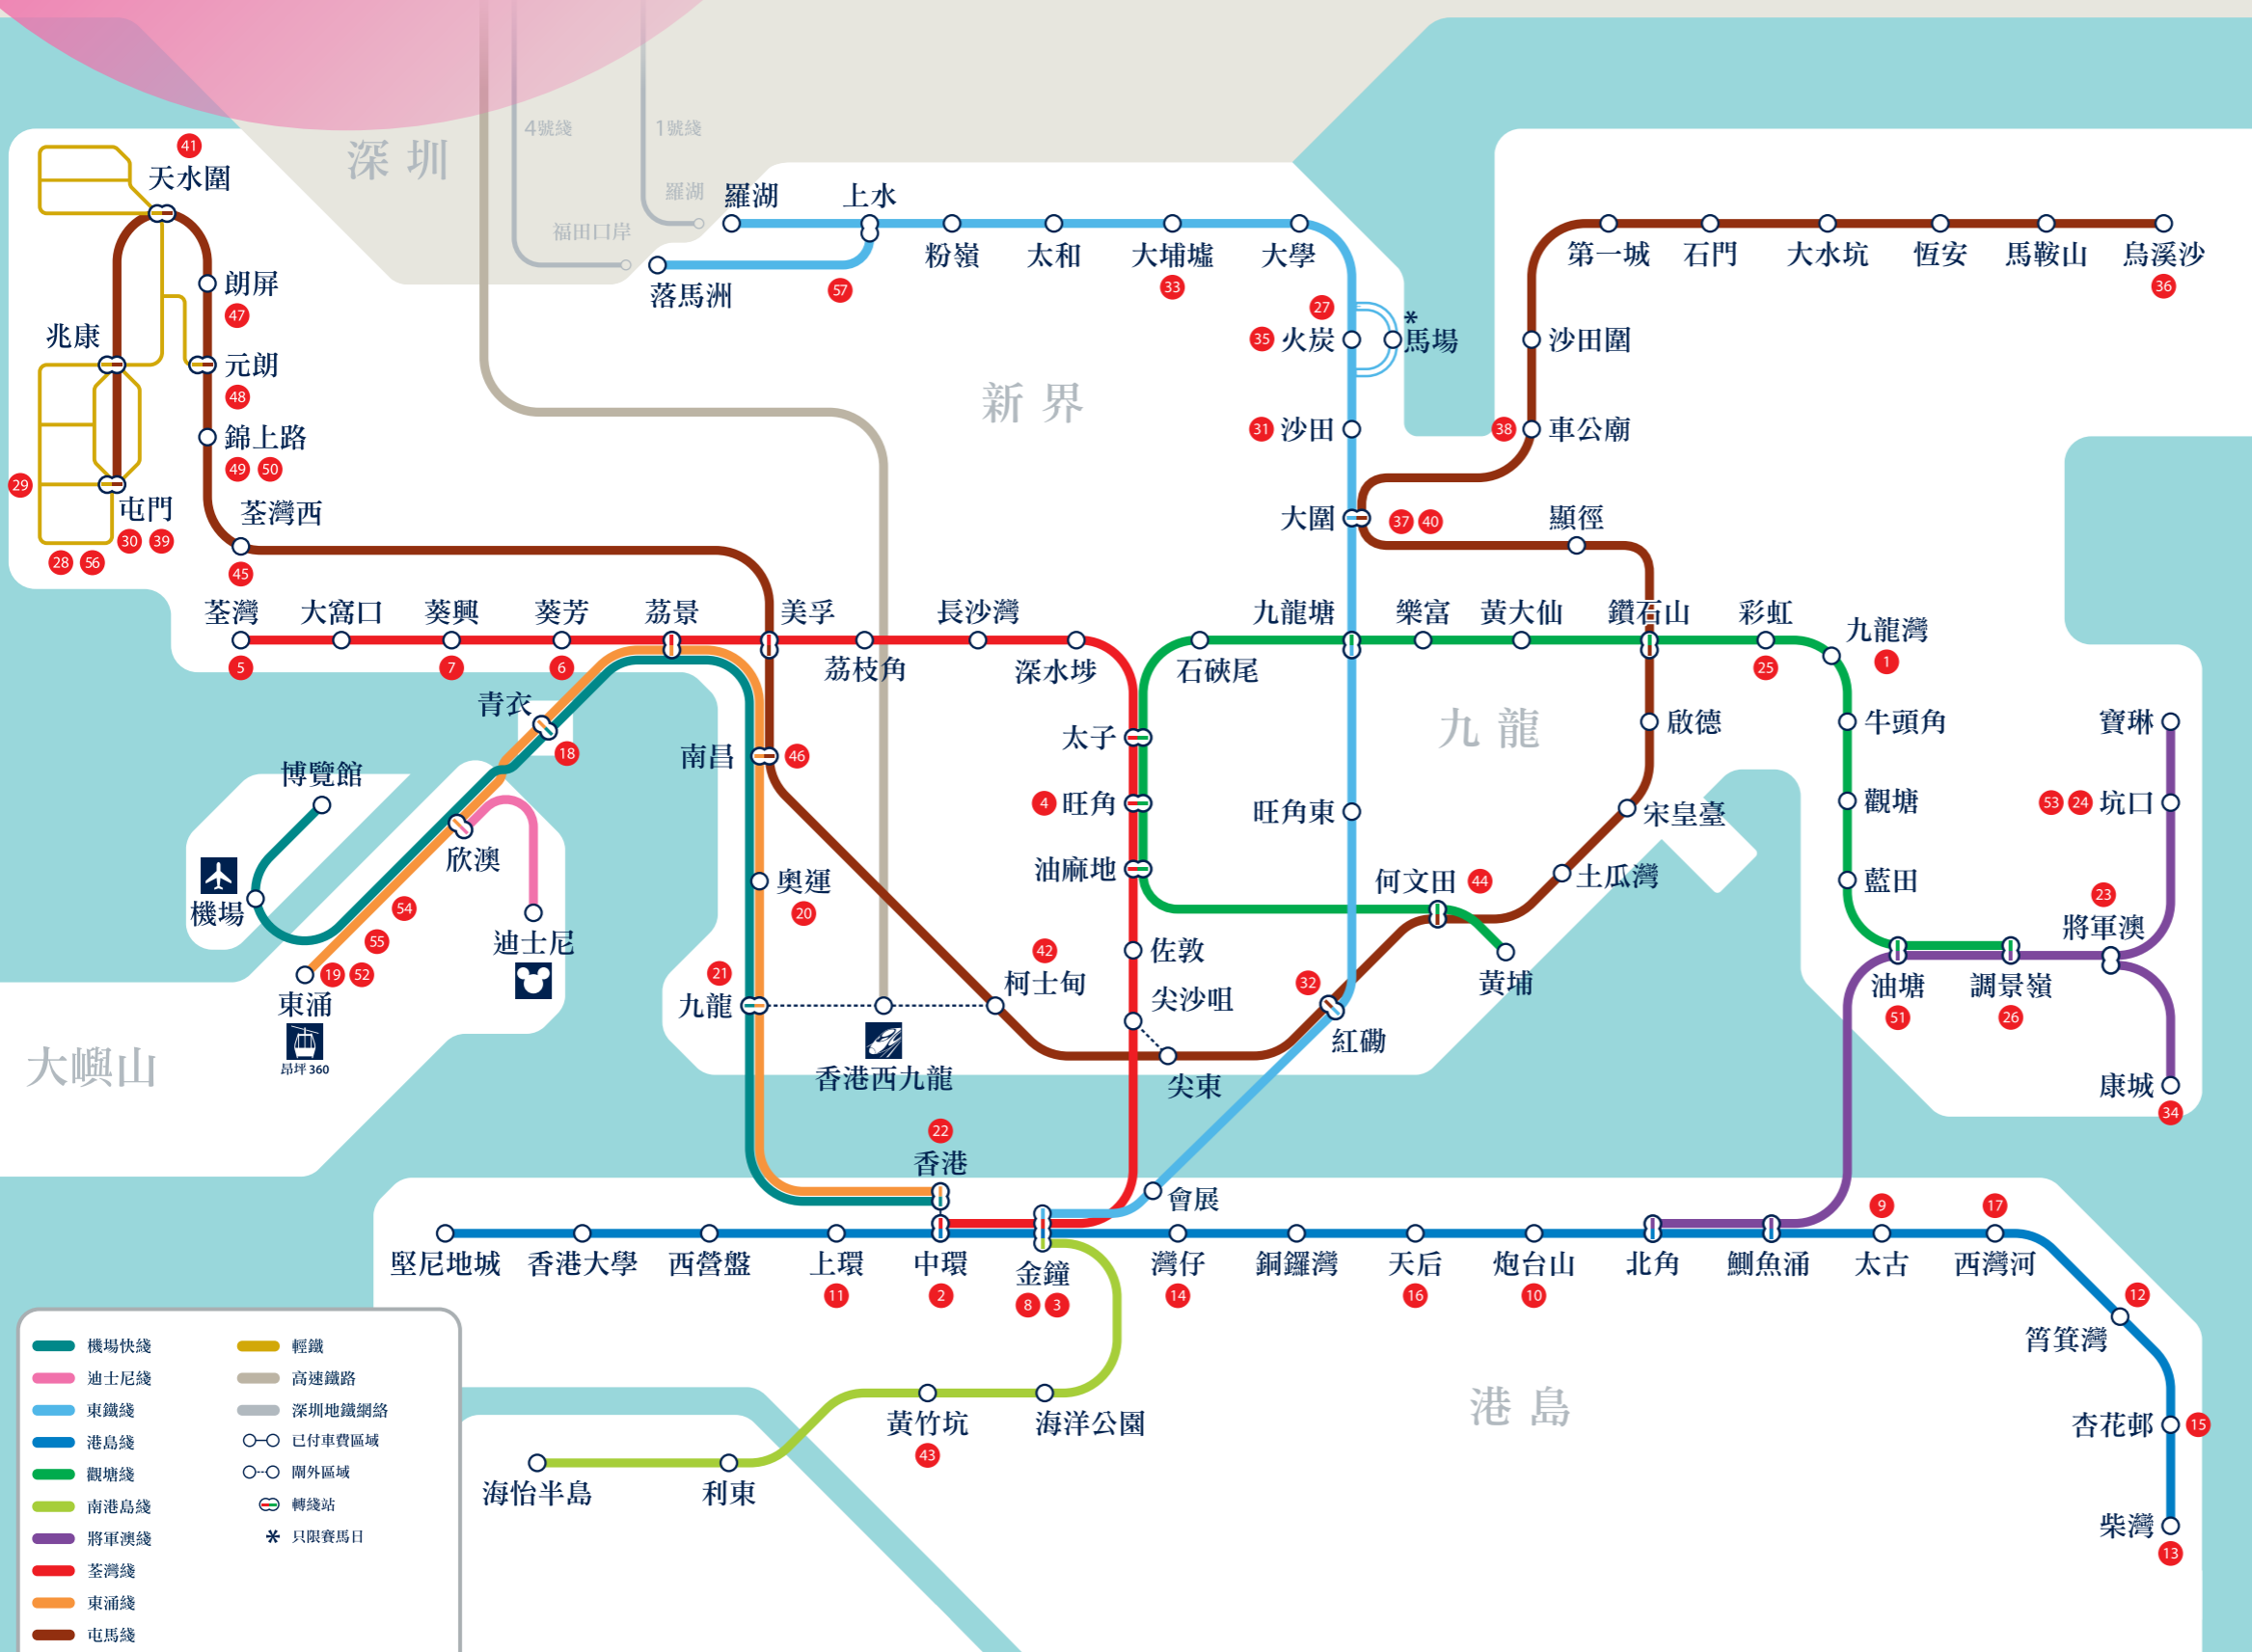 4號綫
1號綫
深圳
41
天水圍
羅湖
福田口岸
羅湖
上水
落馬洲
57
粉嶺
太和
大埔墟
33
大學
第一城
石門
大水坑
恆安
馬鞍山
烏溪沙
36
朗屏
47
兆康
元朗
48
錦上路
49 50
29
屯門
30 39
28 56
荃灣西
45
新界
27
35 火炭
*
馬場
31 沙田
沙田圍
38 車公廟
大圍
37 40
顯徑
荃灣
5
大窩口
葵興
7
葵芳
6
荔景
美孚
荔枝角
長沙灣
深水埗
石硤尾
九龍塘
樂富
黃大仙
鑽石山
彩虹
25
九龍灣
1
青衣
18
南昌 46
太子
九龍
啟德
牛頭角
寶琳
博覽館
4 旺角
旺角東
宋皇臺
觀塘
53 24 坑口
欣澳
油麻地
何文田 44
土瓜灣
藍田
機場
54
55
奧運
20
迪士尼
19 52
東涌
昂坪 360
大嶼山
21
九龍
42
柯士甸
佐敦
尖沙咀
32
紅磡
黃埔
23
將軍澳
油塘
51
調景嶺
26
香港西九龍
尖東
康城
34
22
香港
會展
堅尼地城
香港大學
西營盤
上環
11
中環
2
金鐘
8 3
灣仔
14
銅鑼灣
天后
16
炮台山
10
北角
鰂魚涌
9
太古
17
西灣河
12
筲箕灣
杏花邨 15
柴灣
13
黃竹坑
43
海洋公園
港島
海怡半島
利東
機場快綫
迪士尼綫
東鐵綫
港島綫
觀塘綫
南港島綫
將軍澳綫
荃灣綫
東涌綫
屯馬綫
輕鐵
高速鐵路
深圳地鐵網絡
已付車費區域
閘外區域
轉綫站
* 只限賽馬日